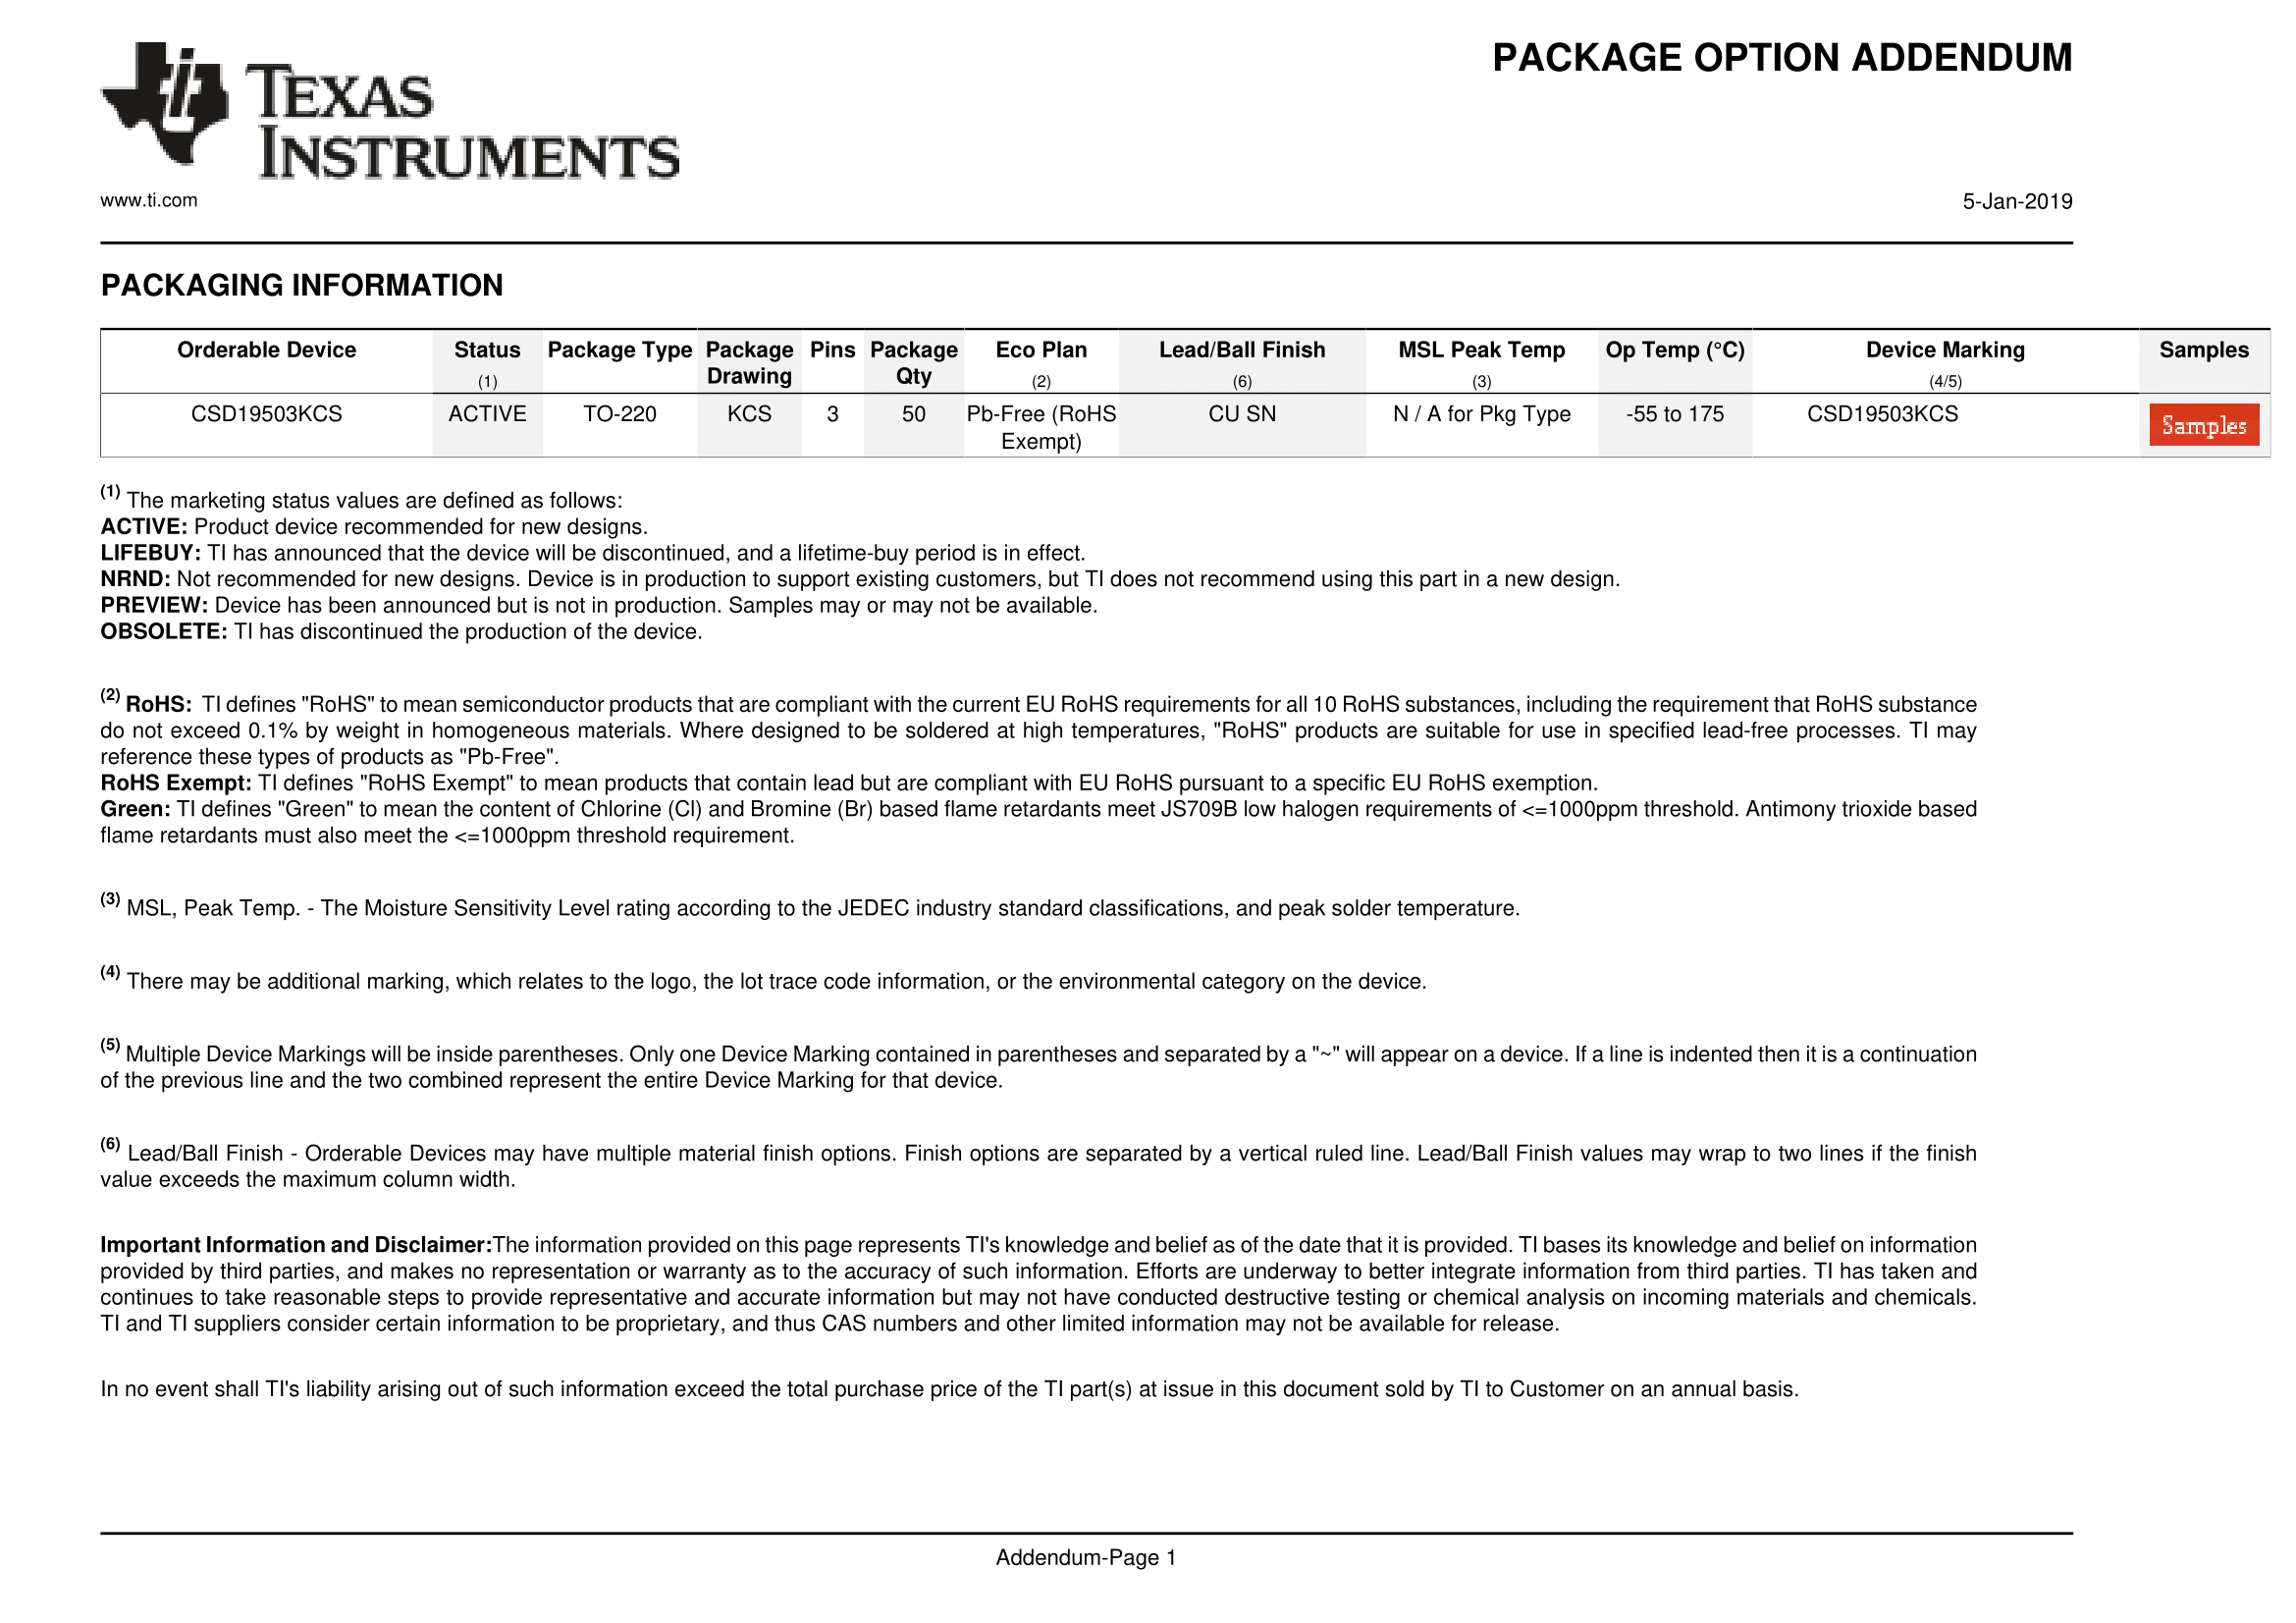 TEXAS
INSTRUMENTS
PACKAGE OPTION ADDENDUM
www.ti.com
5-Jan-2019
PACKAGING INFORMATION
Orderable Device Status Package Type Package Pins Package Eco Plan Lead/Ball Finish MSL Peak Temp Op Temp (°C) Device Marking Samples
(1) Drawing Qty (2) (6) (3) (4/5)
CSD19503KCS ACTIVE TO-220 KCS 3 50 Pb-Free (RoHS CU SN N / A for Pkg Type -55 to 175 CSD19503KCS Samples
Exempt)
(1) The marketing status values are defined as follows:
ACTIVE: Product device recommended for new designs.
LIFEBUY: TI has announced that the device will be discontinued, and a lifetime-buy period is in effect.
NRND: Not recommended for new designs. Device is in production to support existing customers, but TI does not recommend using this part in a new design.
PREVIEW: Device has been announced but is not in production. Samples may or may not be available.
OBSOLETE: TI has discontinued the production of the device.
(2) RoHS: TI defines "RoHS" to mean semiconductor products that are compliant with the current EU RoHS requirements for all 10 RoHS substances, including the requirement that RoHS substance
do not exceed 0.1% by weight in homogeneous materials. Where designed to be soldered at high temperatures, "RoHS" products are suitable for use in specified lead-free processes. TI may
reference these types of products as "Pb-Free".
RoHS Exempt: TI defines "RoHS Exempt" to mean products that contain lead but are compliant with EU RoHS pursuant to a specific EU RoHS exemption.
Green: TI defines "Green" to mean the content of Chlorine (Cl) and Bromine (Br) based flame retardants meet JS709B low halogen requirements of <=1000ppm threshold. Antimony trioxide based
flame retardants must also meet the <=1000ppm threshold requirement.
(3) MSL, Peak Temp. - The Moisture Sensitivity Level rating according to the JEDEC industry standard classifications, and peak solder temperature.
(4) There may be additional marking, which relates to the logo, the lot trace code information, or the environmental category on the device.
(5) Multiple Device Markings will be inside parentheses. Only one Device Marking contained in parentheses and separated by a "~" will appear on a device. If a line is indented then it is a continuation
of the previous line and the two combined represent the entire Device Marking for that device.
(6) Lead/Ball Finish - Orderable Devices may have multiple material finish options. Finish options are separated by a vertical ruled line. Lead/Ball Finish values may wrap to two lines if the finish
value exceeds the maximum column width.
Important Information and Disclaimer:The information provided on this page represents TI's knowledge and belief as of the date that it is provided. TI bases its knowledge and belief on information
provided by third parties, and makes no representation or warranty as to the accuracy of such information. Efforts are underway to better integrate information from third parties. TI has taken and
continues to take reasonable steps to provide representative and accurate information but may not have conducted destructive testing or chemical analysis on incoming materials and chemicals.
TI and TI suppliers consider certain information to be proprietary, and thus CAS numbers and other limited information may not be available for release.
In no event shall TI's liability arising out of such information exceed the total purchase price of the TI part(s) at issue in this document sold by TI to Customer on an annual basis.
Addendum-Page 1